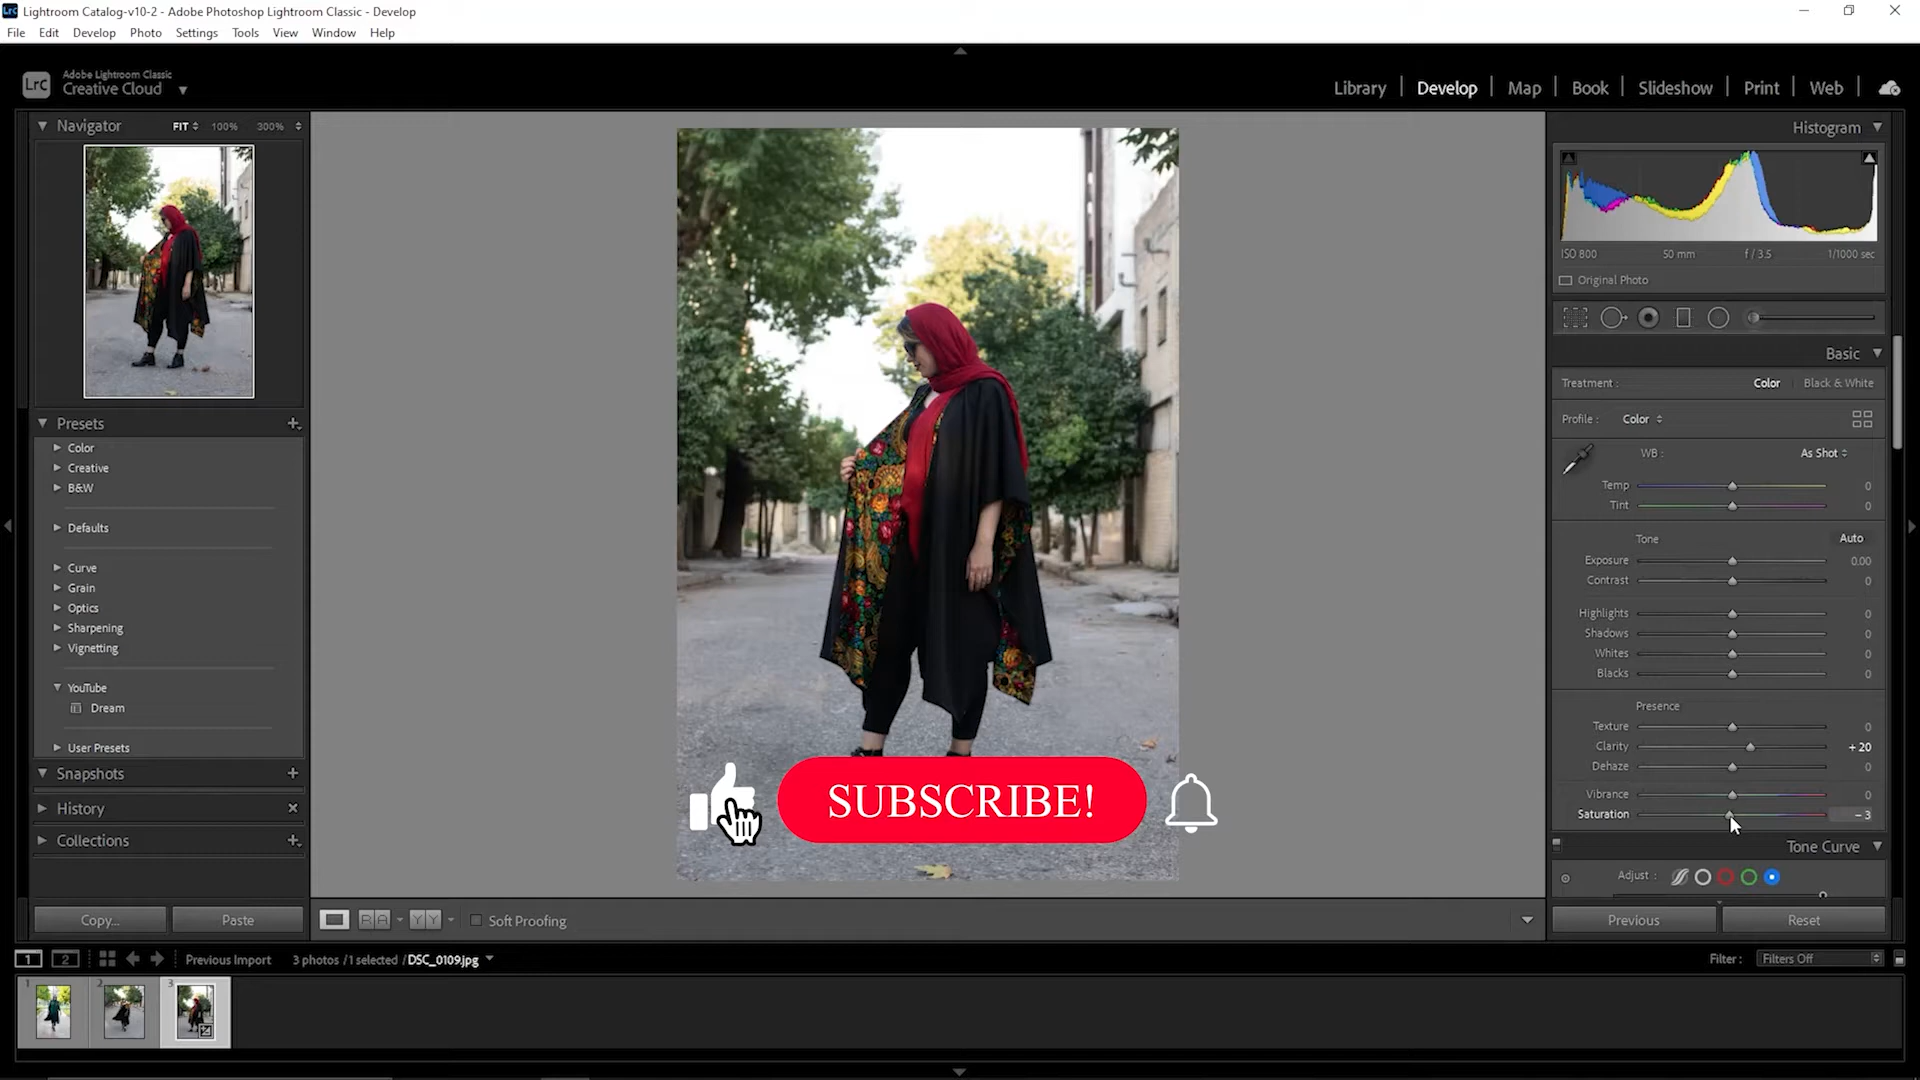 Lrc Lightroom Catalog-v10-2 - Adobe Photoshop Lightroom Classic - Develop
File Edit Develop Photo Settings Tools View Window Help
Lrc
Adobe Lightroom Classic
Creative Cloud
Library Develop Map Book Slideshow Print Web
Navigator FIT 100% 300%
Presets
Color
Creative
B&W
Defaults
Curve
Grain
Optics
Sharpening
Vignetting
YouTube
Dream
User Presets
Snapshots
History
Collections
Copy... Paste
SUBSCRIBE!
Soft Proofing
Histogram
ISO 800 50 mm f / 3.5 1/1000 sec
Original Photo
Basic
Treatment : Color Black & White
Profile : Color
WB : As Shot
Temp 0
Tint 0
Tone Auto
Exposure 0.00
Contrast 0
Highlights 0
Shadows 0
Whites 0
Blacks 0
Presence
Texture 0
Clarity + 20
Dehaze 0
Vibrance 0
Saturation – 3
Tone Curve
Adjust :
Previous Reset
1 2 Previous Import 3 photos /1 selected /DSC_0109.jpg Filter : Filters Off
1 2 3